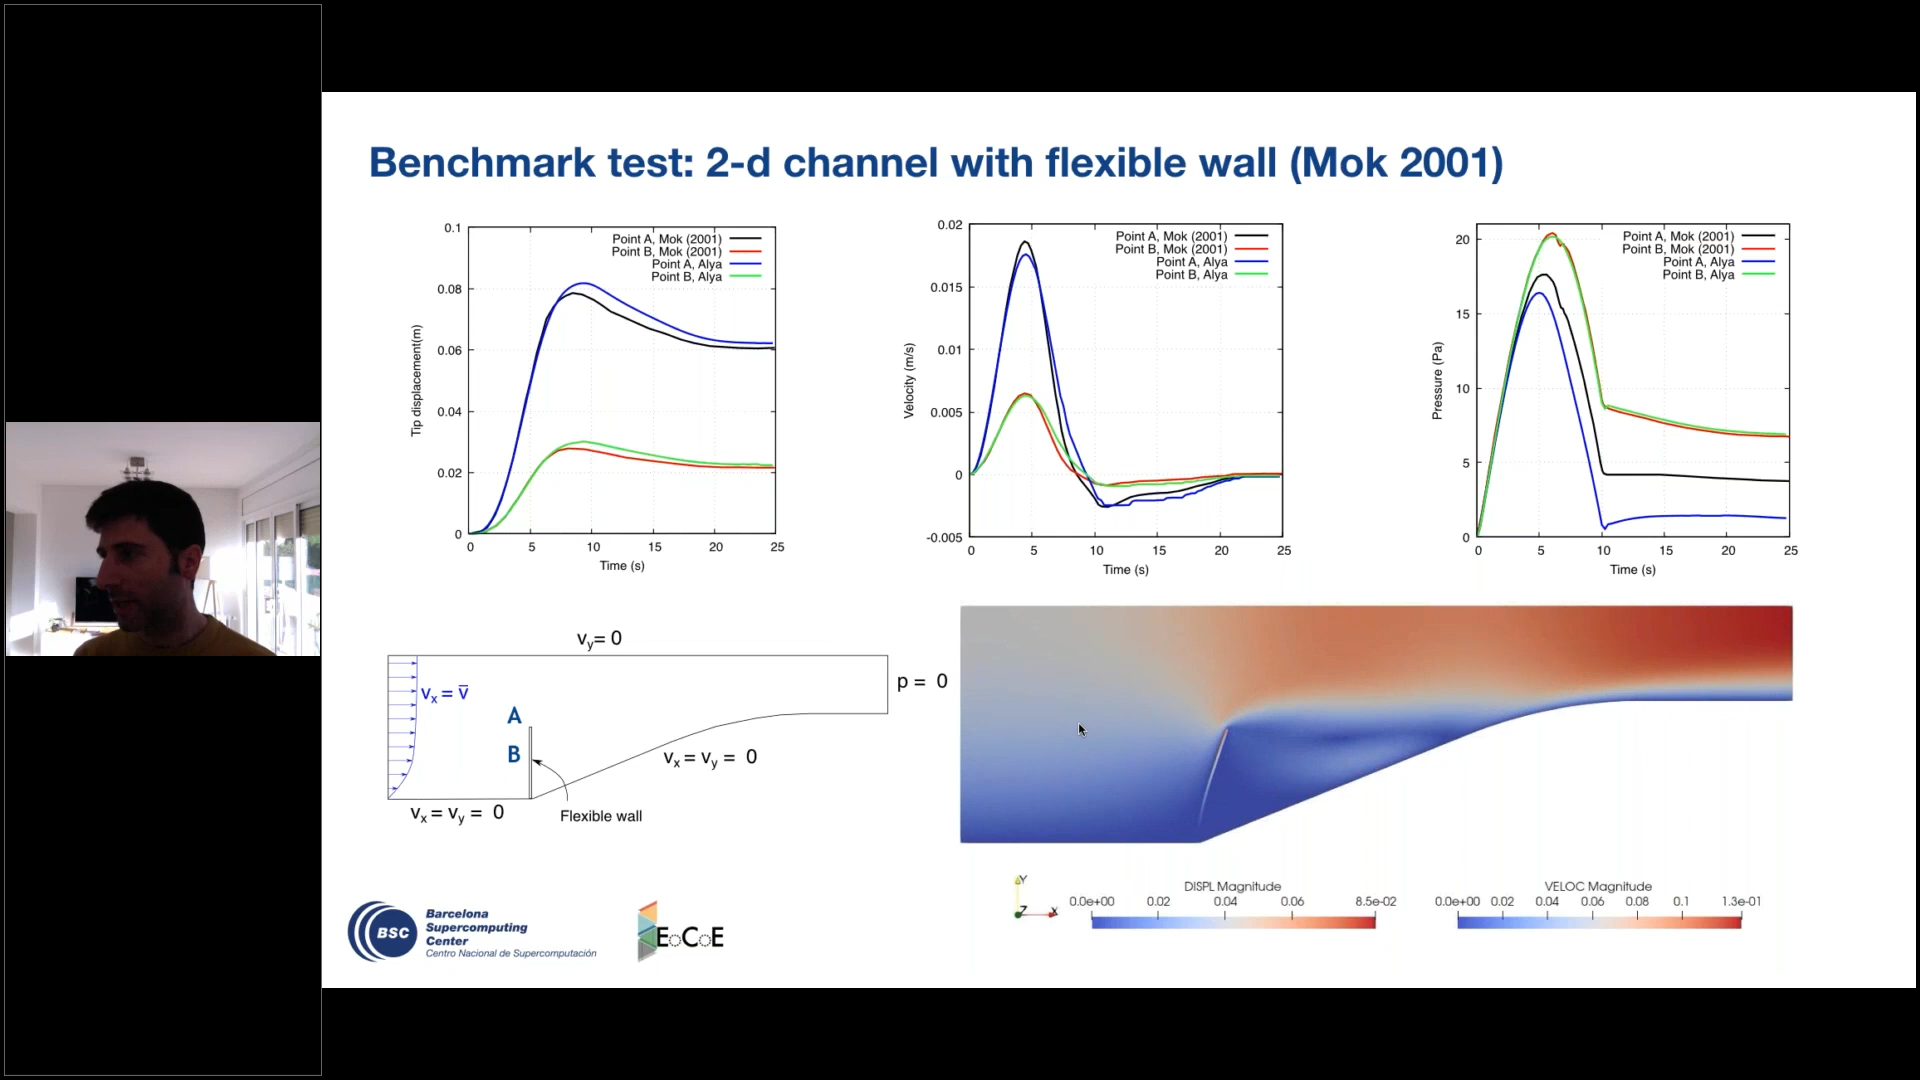 Benchmark test: 2-d channel with flexible wall (Mok 2001)
0.1
0.08
0.06
0.04
0.02
0
0
5
10
15
20
25
Tip displacement(m)
Time (s)
Point A, Mok (2001)
Point B, Mok (2001)
Point A, Alya
Point B, Alya
0.02
0.015
0.01
0.005
0
-0.005
0
5
10
15
20
25
Velocity (m/s)
Time (s)
Point A, Mok (2001)
Point B, Mok (2001)
Point A, Alya
Point B, Alya
20
15
10
5
0
0
5
10
15
20
25
Pressure (Pa)
Time (s)
Point A, Mok (2001)
Point B, Mok (2001)
Point A, Alya
Point B, Alya
vy= 0
vx = v̄
p = 0
A
B
vx = vy = 0
vx = vy = 0
Flexible wall
Y
Z
X
DISPL Magnitude
0.0e+00 0.02 0.04 0.06 8.5e-02
VELOC Magnitude
0.0e+00 0.02 0.04 0.06 0.08 0.1 1.3e-01
BSC
Barcelona
Supercomputing
Center
Centro Nacional de Supercomputación
EoCoE